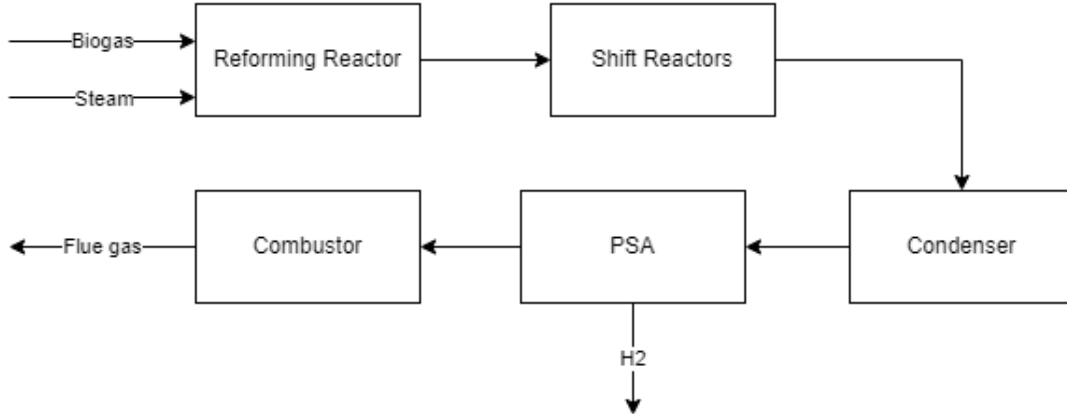 Biogas
Steam
Reforming Reactor
Shift Reactors
Flue gas
Combustor
PSA
Condenser
H2